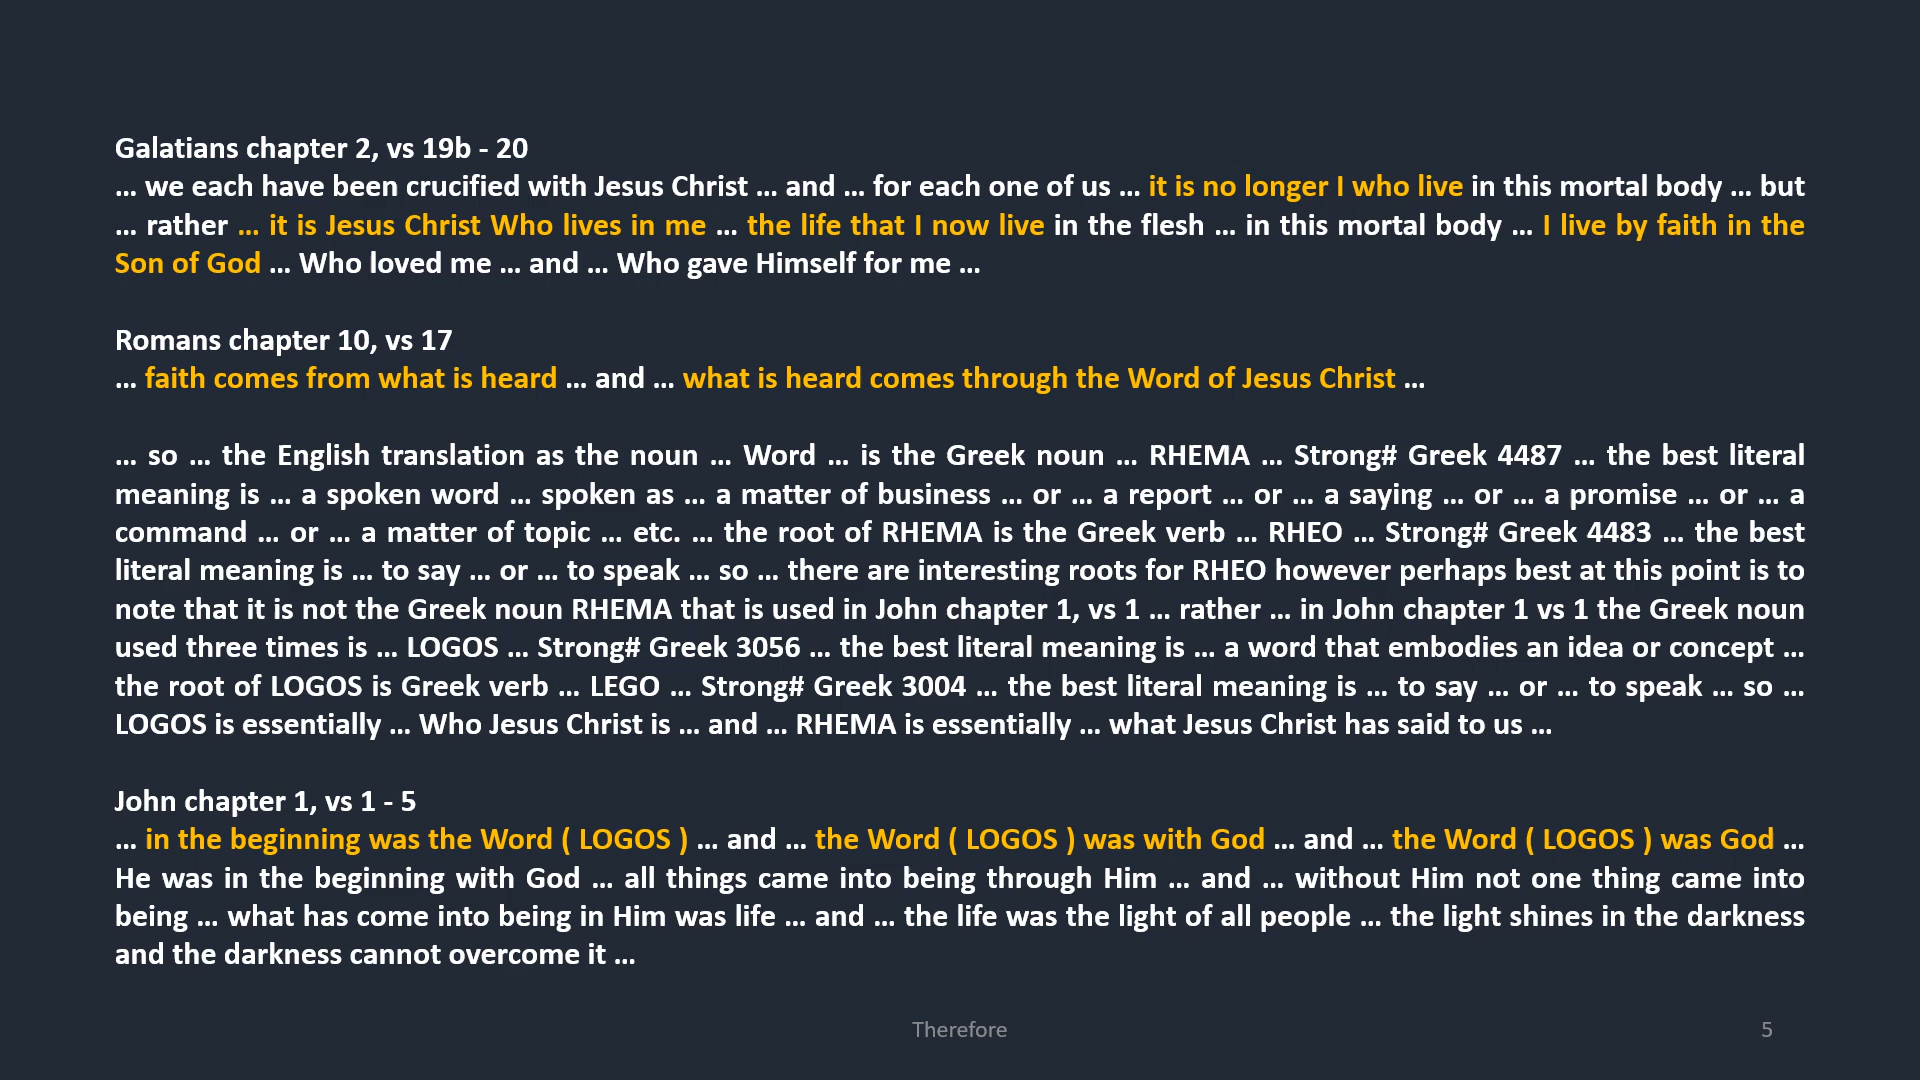 Galatians chapter 2, vs 19b - 20
… we each have been crucified with Jesus Christ … and … for each one of us … it is no longer I who live in this mortal body … but
… rather … it is Jesus Christ Who lives in me … the life that I now live in the flesh … in this mortal body … I live by faith in the
Son of God … Who loved me … and … Who gave Himself for me …
Romans chapter 10, vs 17
… faith comes from what is heard … and … what is heard comes through the Word of Jesus Christ …
… so … the English translation as the noun … Word … is the Greek noun … RHEMA … Strong# Greek 4487 … the best literal
meaning is … a spoken word … spoken as … a matter of business … or … a report … or … a saying … or … a promise … or … a
command … or … a matter of topic … etc. … the root of RHEMA is the Greek verb … RHEO … Strong# Greek 4483 … the best
literal meaning is … to say … or … to speak … so … there are interesting roots for RHEO however perhaps best at this point is to
note that it is not the Greek noun RHEMA that is used in John chapter 1, vs 1 … rather … in John chapter 1 vs 1 the Greek noun
used three times is … LOGOS … Strong# Greek 3056 … the best literal meaning is … a word that embodies an idea or concept …
the root of LOGOS is Greek verb … LEGO … Strong# Greek 3004 … the best literal meaning is … to say … or … to speak … so …
LOGOS is essentially … Who Jesus Christ is … and … RHEMA is essentially … what Jesus Christ has said to us …
John chapter 1, vs 1 - 5
… in the beginning was the Word ( LOGOS ) … and … the Word ( LOGOS ) was with God … and … the Word ( LOGOS ) was God …
He was in the beginning with God … all things came into being through Him … and … without Him not one thing came into
being … what has come into being in Him was life … and … the life was the light of all people … the light shines in the darkness
and the darkness cannot overcome it …
Therefore
5